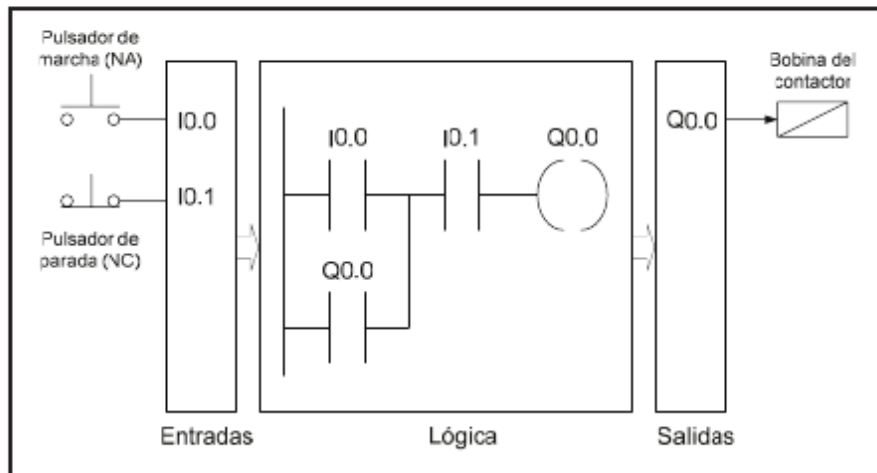 Pulsador de
marcha (NA)
I0.0
I0.1
Pulsador de
parada (NC)
Entradas
I0.0
I0.1
Q0.0
Q0.0
Lógica
Q0.0
Salidas
Bobina del
contactor